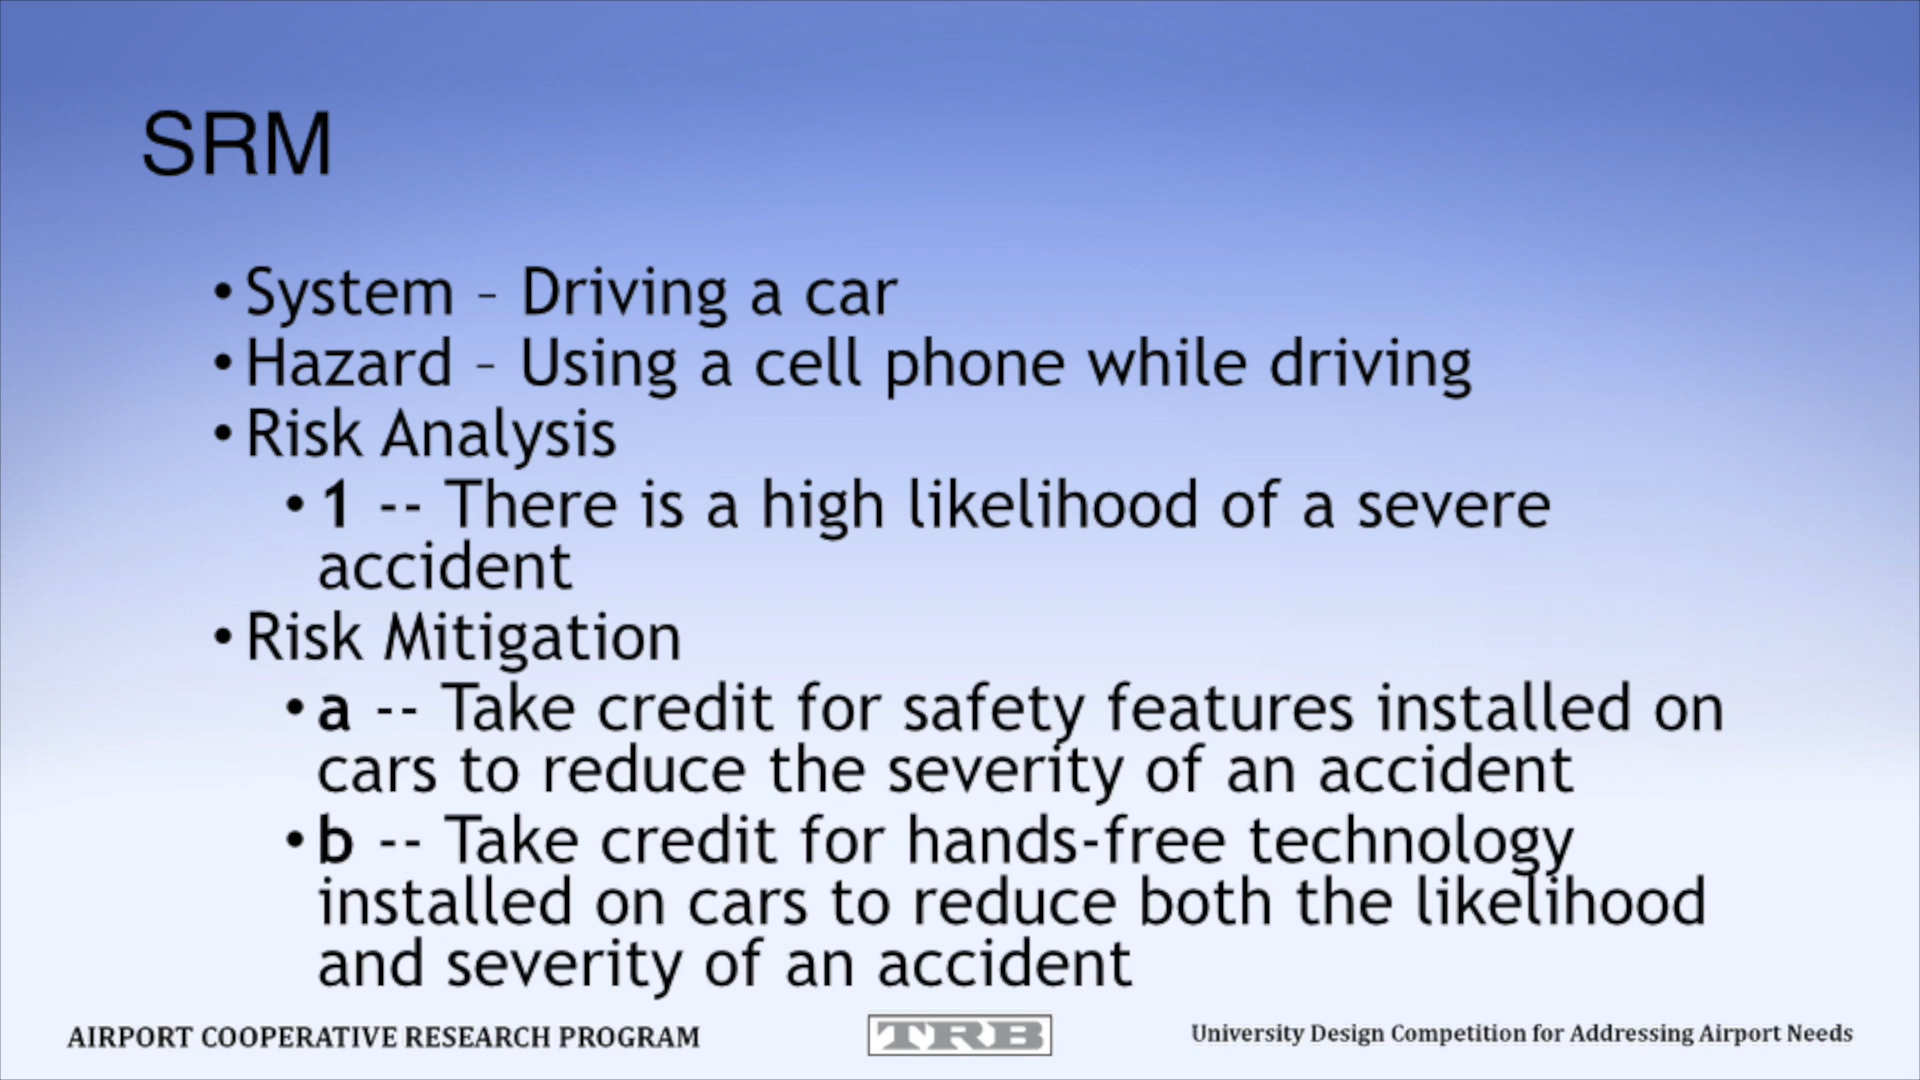 SRM
• System – Driving a car
• Hazard – Using a cell phone while driving
• Risk Analysis
• 1 -- There is a high likelihood of a severe
accident
• Risk Mitigation
• a -- Take credit for safety features installed on
cars to reduce the severity of an accident
• b -- Take credit for hands-free technology
installed on cars to reduce both the likelihood
and severity of an accident
AIRPORT COOPERATIVE RESEARCH PROGRAM
TRB
University Design Competition for Addressing Airport Needs